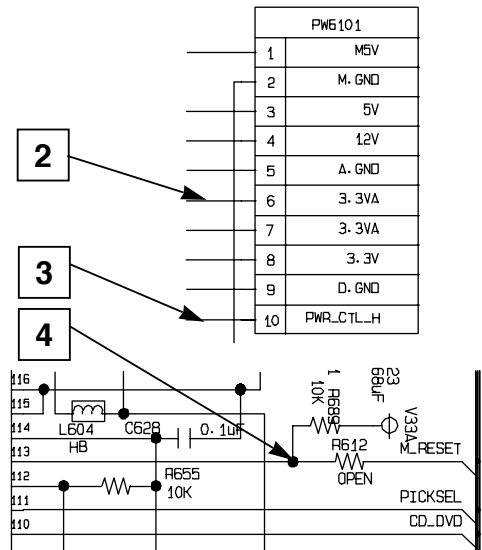 PW6101
1 M5V
2 M. GND
3 5V
4 12V
5 A. GND
6 3. 3VA
7 3. 3VA
8 3. 3V
9 D. GND
10 PWR_CTL_H
2
3
4
116
115
114
113
112
111
110
L604
HB
C628
0. 1uF
R655
10K
1
10K
R689
23
68uF
V33A
R612
OPEN
M_RESET
PICKSEL
CD_DVD